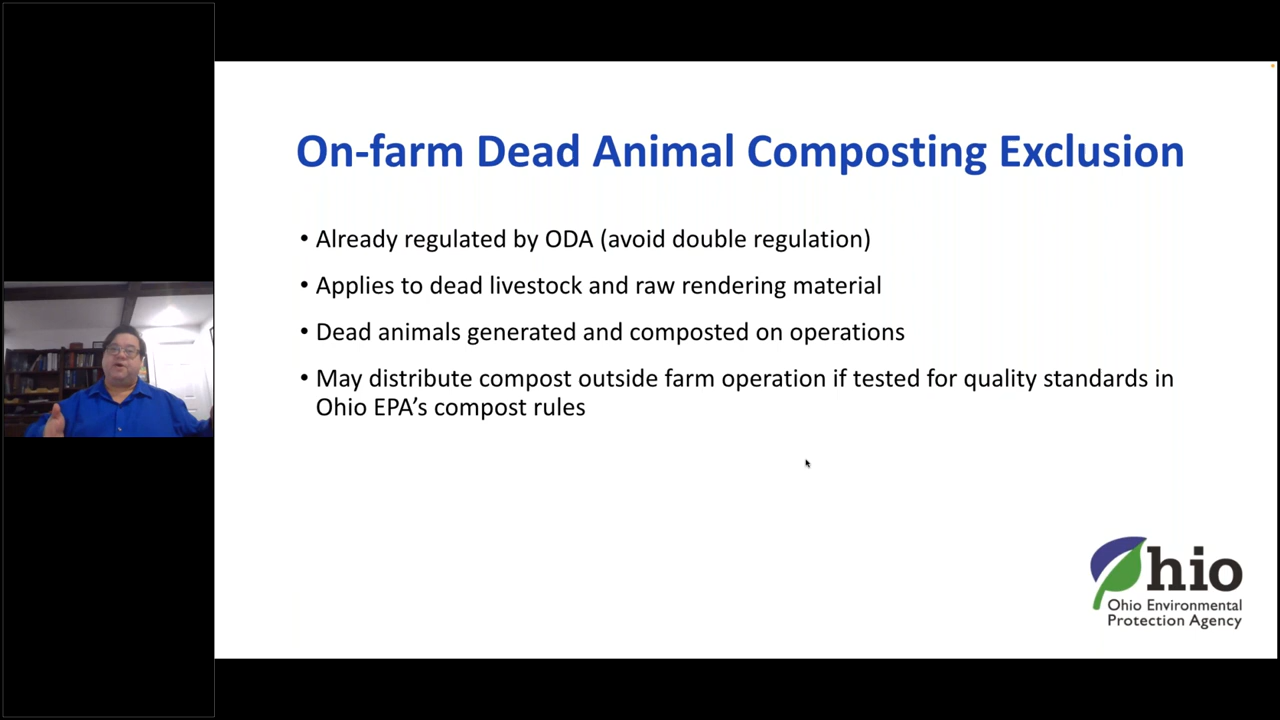 On-farm Dead Animal Composting Exclusion
• Already regulated by ODA (avoid double regulation)
• Applies to dead livestock and raw rendering material
• Dead animals generated and composted on operations
• May distribute compost outside farm operation if tested for quality standards in
Ohio EPA’s compost rules
Ohio
Ohio Environmental
Protection Agency